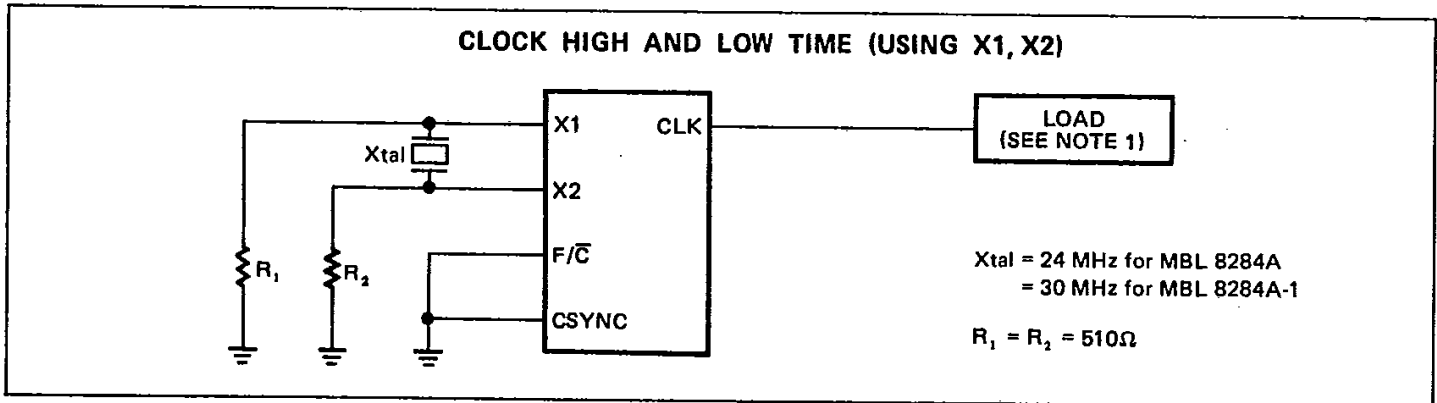 CLOCK HIGH AND LOW TIME (USING X1, X2)
X1
CLK
LOAD
(SEE NOTE 1)
Xtal
X2
F/C̅
R₁
R₂
CSYNC
Xtal = 24 MHz for MBL 8284A
= 30 MHz for MBL 8284A-1
R₁ = R₂ = 510Ω